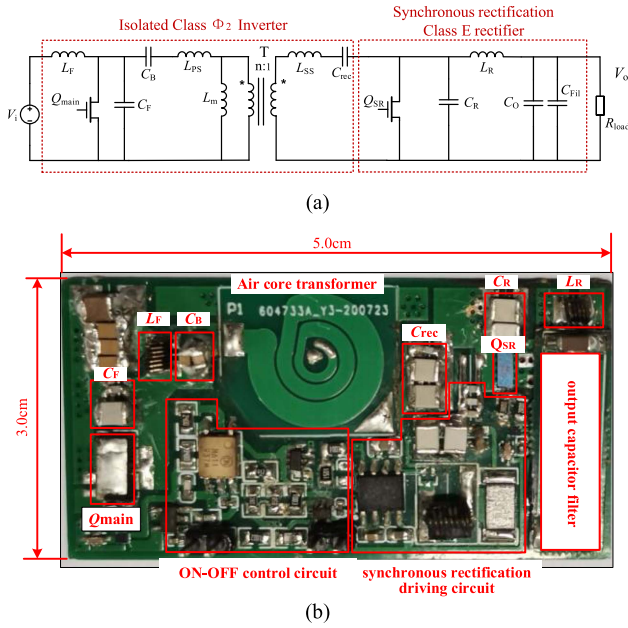 Isolated Class Φ2 Inverter
Synchronous rectification
Class E rectifier
LF
CB
LPS
T
n:1
LSS
Crec
LR
Vo
Vi
Qmain
CF
Lm
*
*
QSR
CR
CO
CFil
Rload
(a)
5.0cm
3.0cm
Air core transformer
P1 604733A_Y3-200723
LF
CB
CF
Qmain
Crec
CR
QSR
LR
output capacitor filter
ON-OFF control circuit
synchronous rectification
driving circuit
(b)